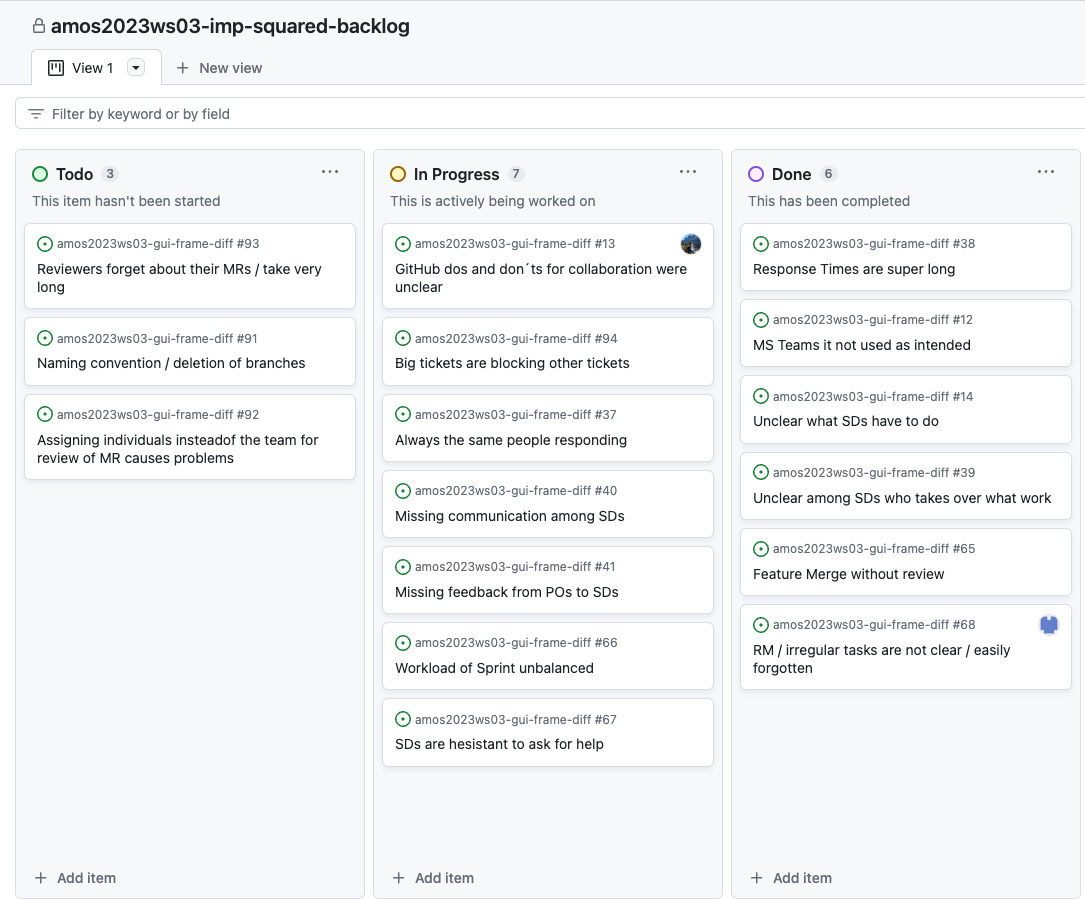 amos2023ws03-imp-squared-backlog
View 1
New view
Filter by keyword or by field
Todo 3
This item hasn't been started
amos2023ws03-gui-frame-diff #93
Reviewers forget about their MRs / take very
long
amos2023ws03-gui-frame-diff #91
Naming convention / deletion of branches
amos2023ws03-gui-frame-diff #92
Assigning individuals insteadof the team for
review of MR causes problems
Add item
In Progress 7
This is actively being worked on
amos2023ws03-gui-frame-diff #13
GitHub dos and don´ts for collaboration were
unclear
amos2023ws03-gui-frame-diff #94
Big tickets are blocking other tickets
amos2023ws03-gui-frame-diff #37
Always the same people responding
amos2023ws03-gui-frame-diff #40
Missing communication among SDs
amos2023ws03-gui-frame-diff #41
Missing feedback from POs to SDs
amos2023ws03-gui-frame-diff #66
Workload of Sprint unbalanced
amos2023ws03-gui-frame-diff #67
SDs are hesistant to ask for help
Add item
Done 6
This has been completed
amos2023ws03-gui-frame-diff #38
Response Times are super long
amos2023ws03-gui-frame-diff #12
MS Teams it not used as intended
amos2023ws03-gui-frame-diff #14
Unclear what SDs have to do
amos2023ws03-gui-frame-diff #39
Unclear among SDs who takes over what work
amos2023ws03-gui-frame-diff #65
Feature Merge without review
amos2023ws03-gui-frame-diff #68
RM / irregular tasks are not clear / easily
forgotten
Add item